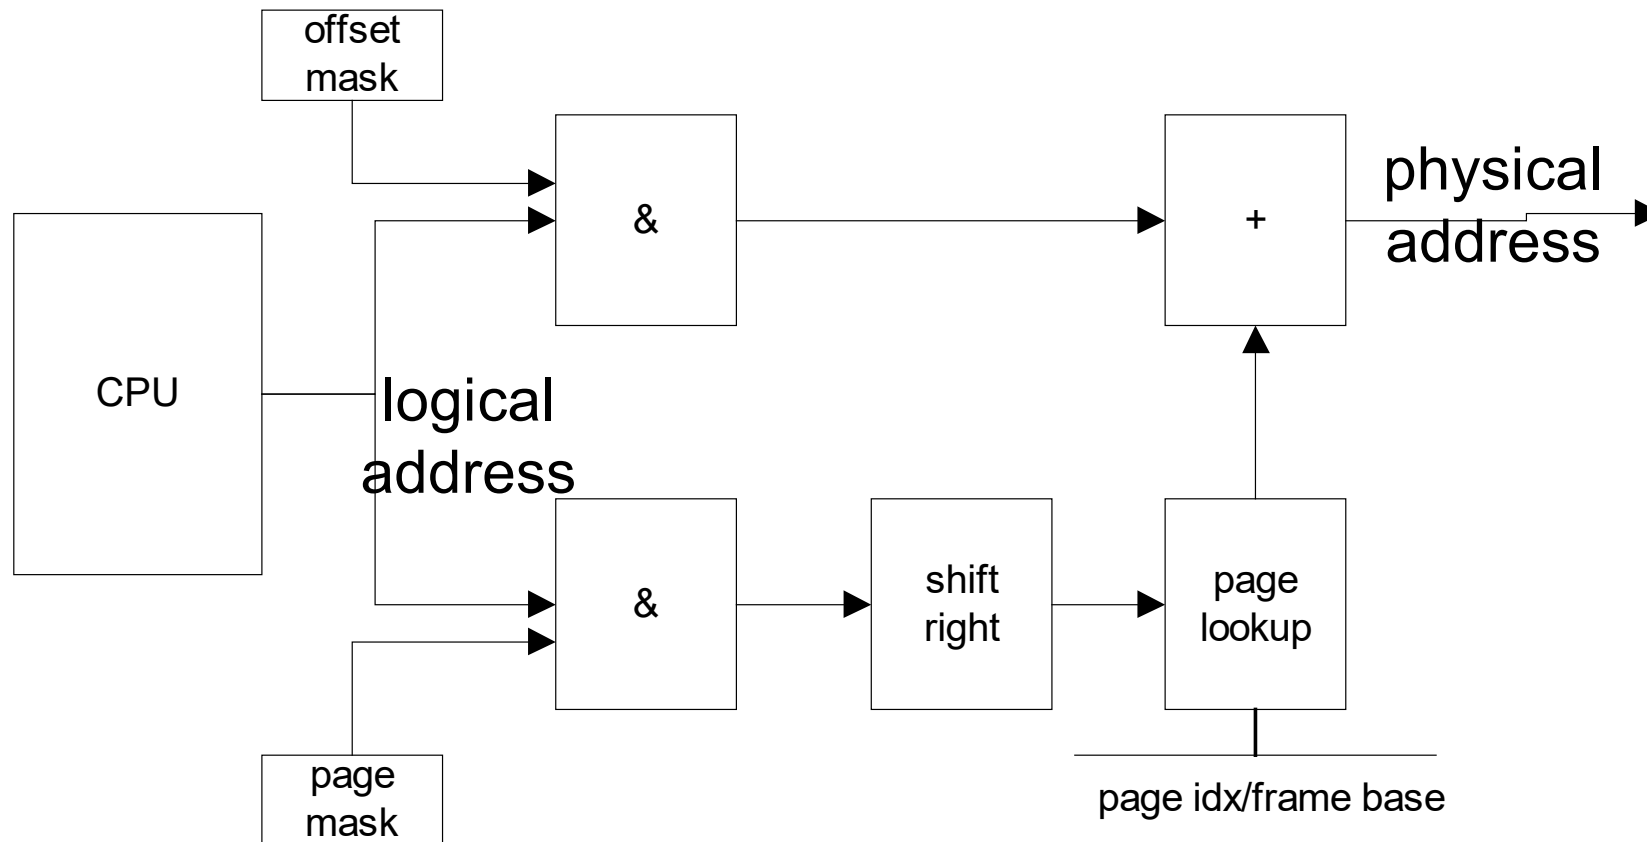 offset
mask
&
+
physical
address
CPU
logical
address
&
shift
right
page
lookup
page
mask
page idx/frame base